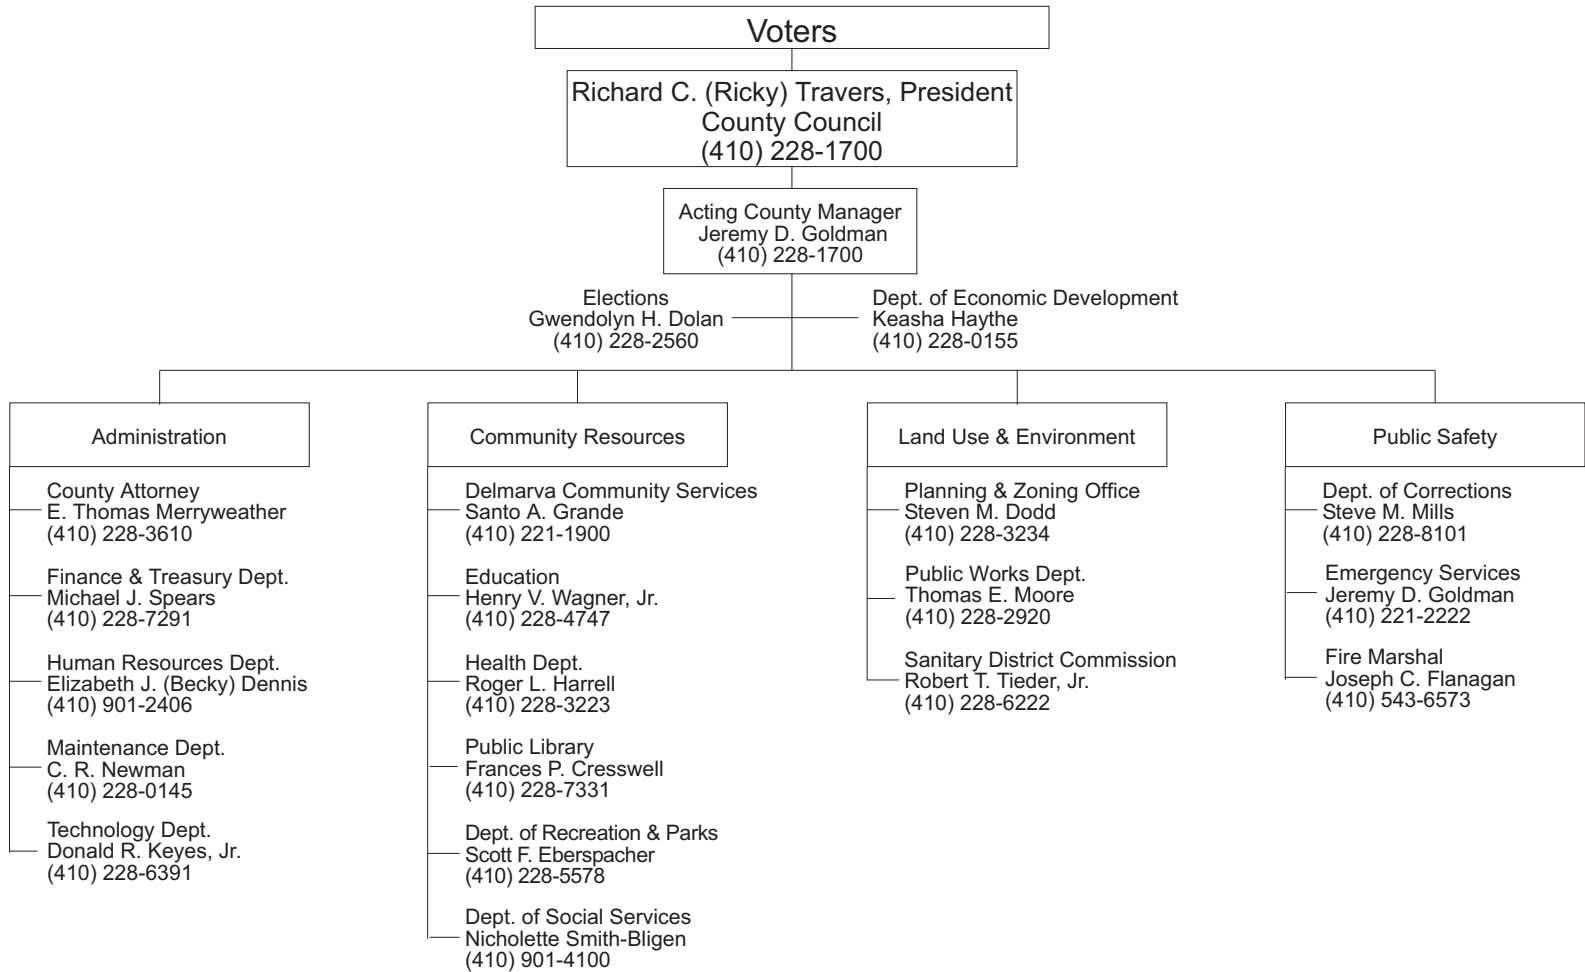 Voters
Richard C. (Ricky) Travers, President
County Council
(410) 228-1700
Acting County Manager
Jeremy D. Goldman
(410) 228-1700
Elections
Gwendolyn H. Dolan
(410) 228-2560
Dept. of Economic Development
Keasha Haythe
(410) 228-0155
Administration
County Attorney
E. Thomas Merryweather
(410) 228-3610
Finance & Treasury Dept.
Michael J. Spears
(410) 228-7291
Human Resources Dept.
Elizabeth J. (Becky) Dennis
(410) 901-2406
Maintenance Dept.
C. R. Newman
(410) 228-0145
Technology Dept.
Donald R. Keyes, Jr.
(410) 228-6391
Community Resources
Delmarva Community Services
Santo A. Grande
(410) 221-1900
Education
Henry V. Wagner, Jr.
(410) 228-4747
Health Dept.
Roger L. Harrell
(410) 228-3223
Public Library
Frances P. Cresswell
(410) 228-7331
Dept. of Recreation & Parks
Scott F. Eberspacher
(410) 228-5578
Dept. of Social Services
Nicholette Smith-Bligen
(410) 901-4100
Land Use & Environment
Planning & Zoning Office
Steven M. Dodd
(410) 228-3234
Public Works Dept.
Thomas E. Moore
(410) 228-2920
Sanitary District Commission
Robert T. Tieder, Jr.
(410) 228-6222
Public Safety
Dept. of Corrections
Steve M. Mills
(410) 228-8101
Emergency Services
Jeremy D. Goldman
(410) 221-2222
Fire Marshal
Joseph C. Flanagan
(410) 543-6573